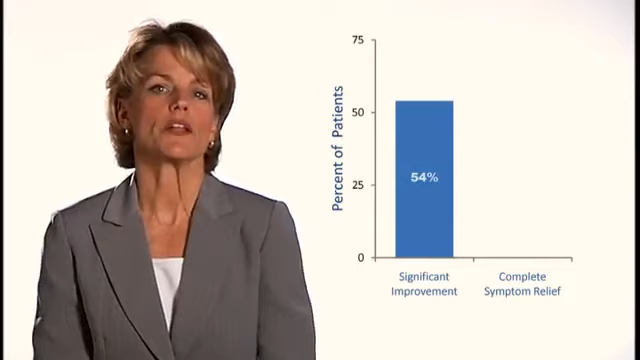 75
50
25
0
Percent of Patients
54%
Significant
Improvement
Complete
Symptom Relief